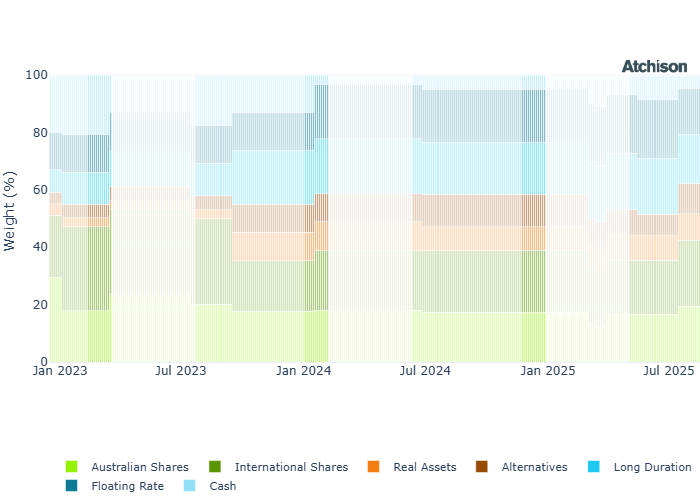 Atchison
100
80
60
40
20
0
Weight (%)
Jan 2023 Jul 2023 Jan 2024 Jul 2024 Jan 2025 Jul 2025
Australian Shares International Shares Real Assets Alternatives Long Duration
Floating Rate Cash